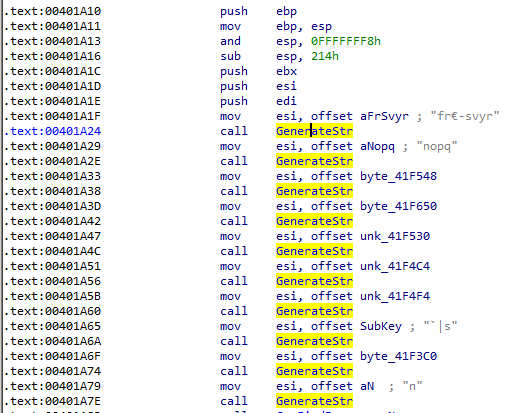 .text:00401A10 push ebp
.text:00401A11 mov ebp, esp
.text:00401A13 and esp, 0FFFFFFF8h
.text:00401A16 sub esp, 214h
.text:00401A1C push ebx
.text:00401A1D push esi
.text:00401A1E push edi
.text:00401A1F mov esi, offset aFrSvyr ; "fr€-svyr"
.text:00401A24 call GenerateStr
.text:00401A29 mov esi, offset aNopq ; "nopq"
.text:00401A2E call GenerateStr
.text:00401A33 mov esi, offset byte_41F548
.text:00401A38 call GenerateStr
.text:00401A3D mov esi, offset byte_41F650
.text:00401A42 call GenerateStr
.text:00401A47 mov esi, offset unk_41F530
.text:00401A4C call GenerateStr
.text:00401A51 mov esi, offset unk_41F4C4
.text:00401A56 call GenerateStr
.text:00401A5B mov esi, offset unk_41F4F4
.text:00401A60 call GenerateStr
.text:00401A65 mov esi, offset SubKey ; "`|s"
.text:00401A6A call GenerateStr
.text:00401A6F mov esi, offset byte_41F3C0
.text:00401A74 call GenerateStr
.text:00401A79 mov esi, offset aN ; "n"
.text:00401A7E call GenerateStr